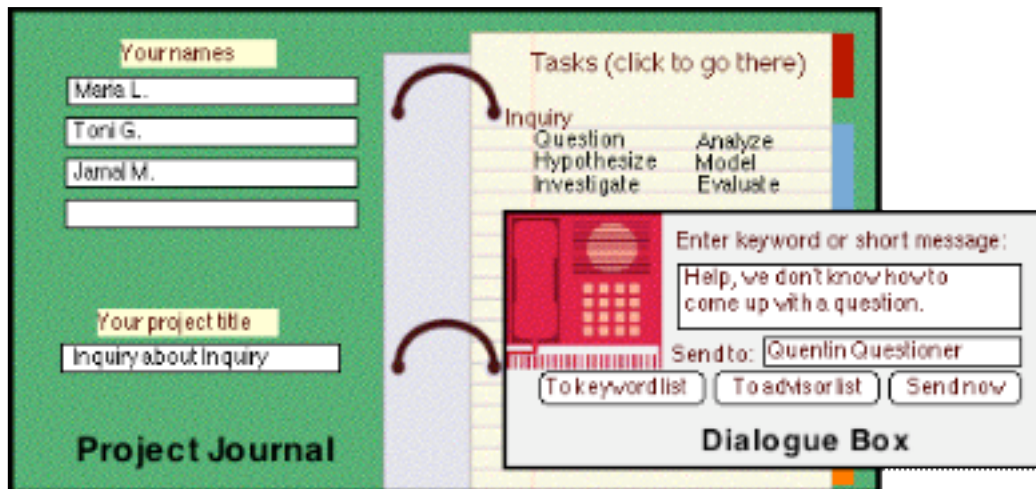 Your names
Maria L.
Toni G.
Jamal M.
Your project title
Inquiry about Inquiry
Project Journal
Tasks (click to go there)
Inquiry
Question Analyze
Hypothesize Model
Investigate Evaluate
Enter keyword or short message:
Help, we don't know how to
come up with a question.
Send to: Quentin Questioner
To keyword list To advisor list Send now
Dialogue Box